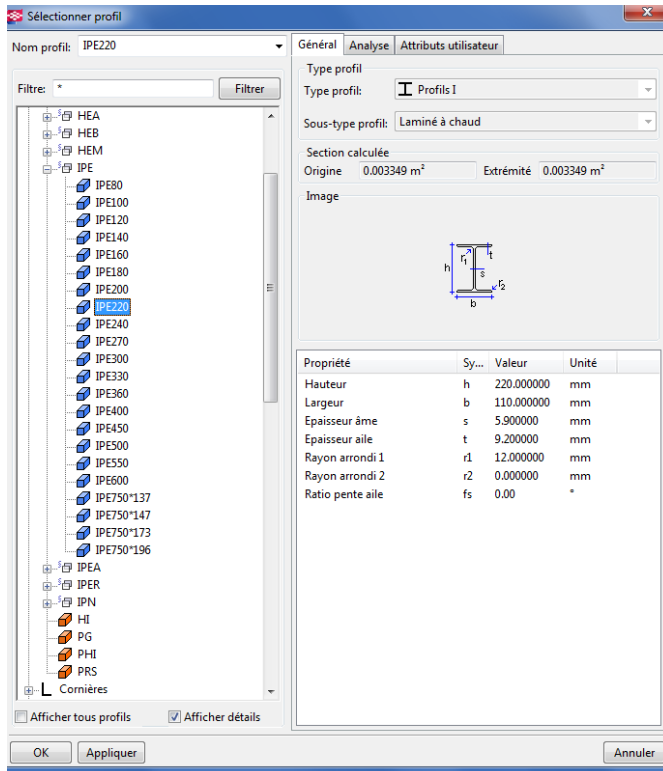 Sélectionner profil
Nom profil: IPE220
Filtre: * Filtrer
HEA
HEB
HEM
IPE
IPE80
IPE100
IPE120
IPE140
IPE160
IPE180
IPE200
IPE220
IPE240
IPE270
IPE300
IPE330
IPE360
IPE400
IPE450
IPE500
IPE550
IPE600
IPE750*137
IPE750*147
IPE750*173
IPE750*196
IPEA
IPER
IPN
HI
PG
PHI
PRS
Cornières
Afficher tous profils Afficher détails
Général Analyse Attributs utilisateur
Type profil
Type profil: Profils I
Sous-type profil: Laminé à chaud
Section calculée
Origine 0.003349 m² Extrémité 0.003349 m²
Image
r1 t
h s
r2
b
Propriété Sy... Valeur Unité
Hauteur h 220.000000 mm
Largeur b 110.000000 mm
Epaisseur âme s 5.900000 mm
Epaisseur aile t 9.200000 mm
Rayon arrondi 1 r1 12.000000 mm
Rayon arrondi 2 r2 0.000000 mm
Ratio pente aile fs 0.00 °
OK Appliquer Annuler